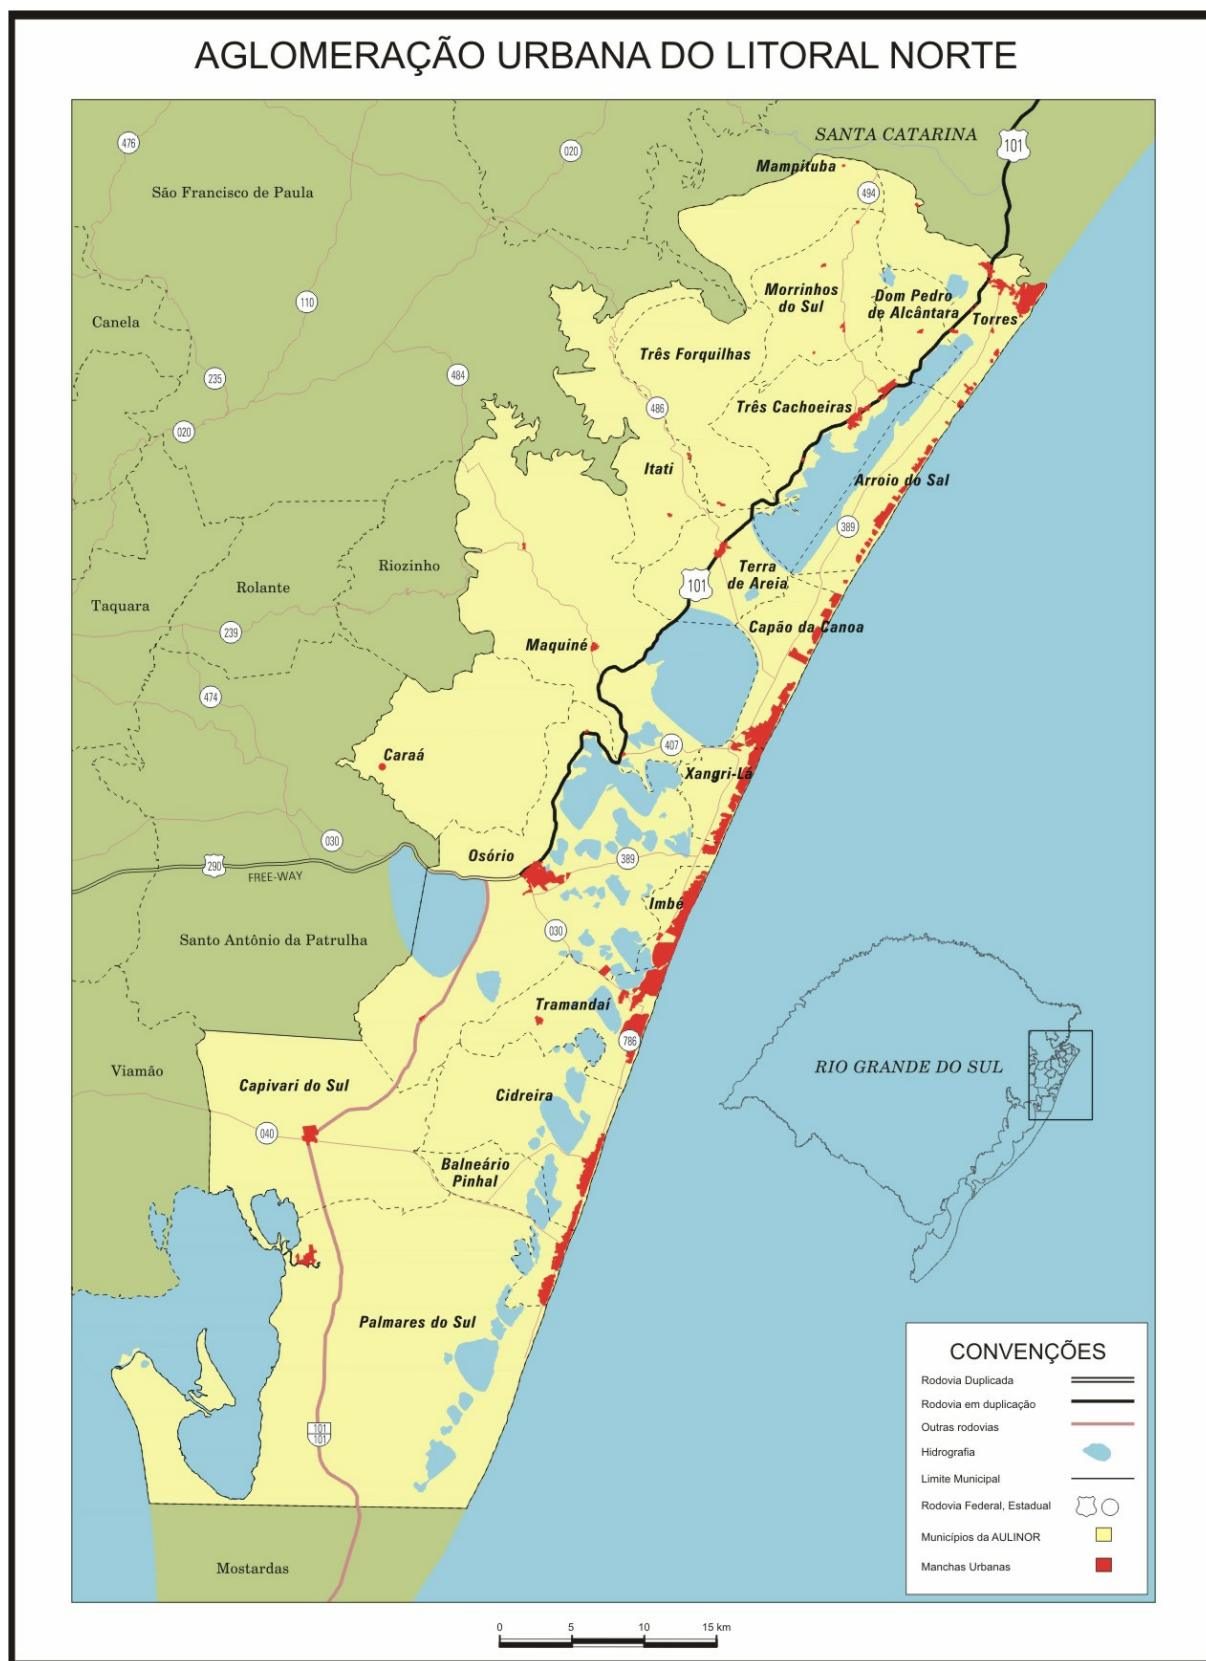 AGLOMERAÇÃO URBANA DO LITORAL NORTE
SANTA CATARINA
101
476
020
Mampituba
São Francisco de Paula
494
110
Morrinhos
do Sul
Dom Pedro
de Alcântara
Torres
Canela
Três Forquilhas
235
484
486
Três Cachoeiras
020
Itati
Arroio do Sal
389
Terra
de Areia
101
Riozinho
Rolante
Taquara
239
Capão da Canoa
Maquiné
474
407
Caraá
Xangri-Lá
030
Osório
389
290
FREE-WAY
Imbé
030
Santo Antônio da Patrulha
Tramandaí
786
RIO GRANDE DO SUL
Viamão
Capivari do Sul
Cidreira
040
Balneário
Pinhal
Palmares do Sul
101
101
Mostardas
CONVENÇÕES
Rodovia Duplicada
Rodovia em duplicação
Outras rodovias
Hidrografia
Limite Municipal
Rodovia Federal, Estadual
Municípios da AULINOR
Manchas Urbanas
0 5 10 15 km